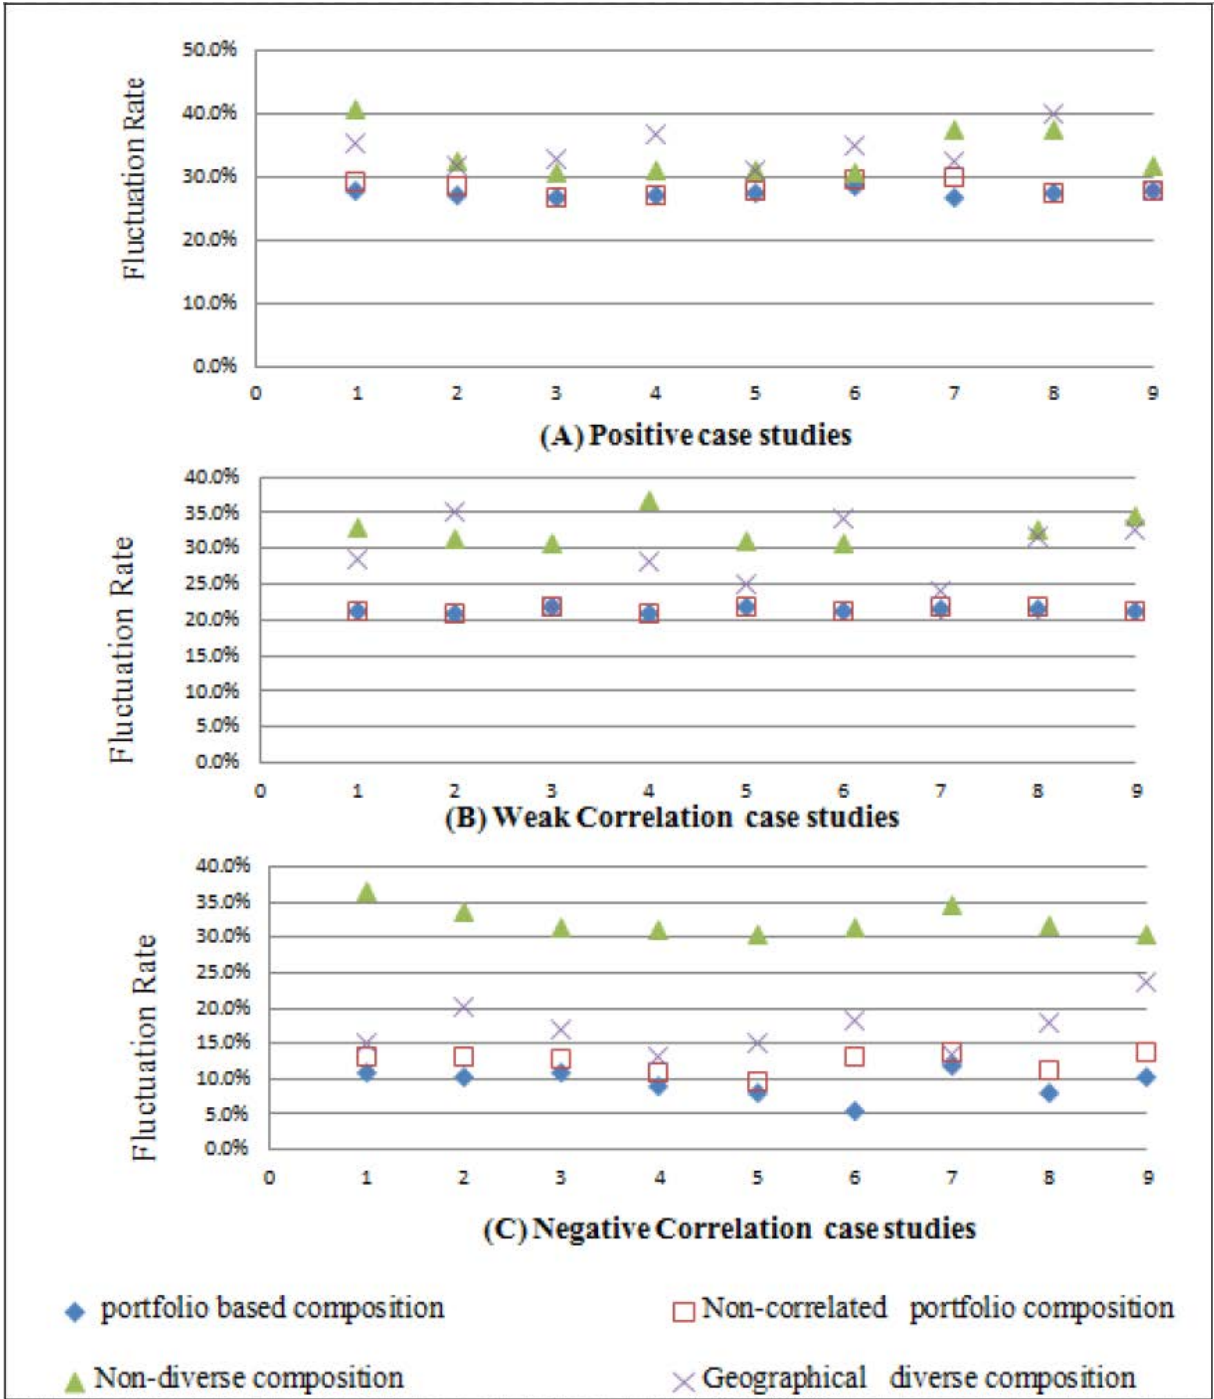 50.0%
40.0%
30.0%
20.0%
10.0%
0.0%
Fluctuation Rate
0 1 2 3 4 5 6 7 8 9
(A) Positive case studies
40.0%
35.0%
30.0%
25.0%
20.0%
15.0%
10.0%
5.0%
0.0%
Fluctuation Rate
0 1 2 3 4 5 6 7 8 9
(B) Weak Correlation case studies
40.0%
35.0%
30.0%
25.0%
20.0%
15.0%
10.0%
5.0%
0.0%
Fluctuation Rate
0 1 2 3 4 5 6 7 8 9
(C) Negative Correlation case studies
portfolio based composition
Non-correlated portfolio composition
Non-diverse composition
Geographical diverse composition